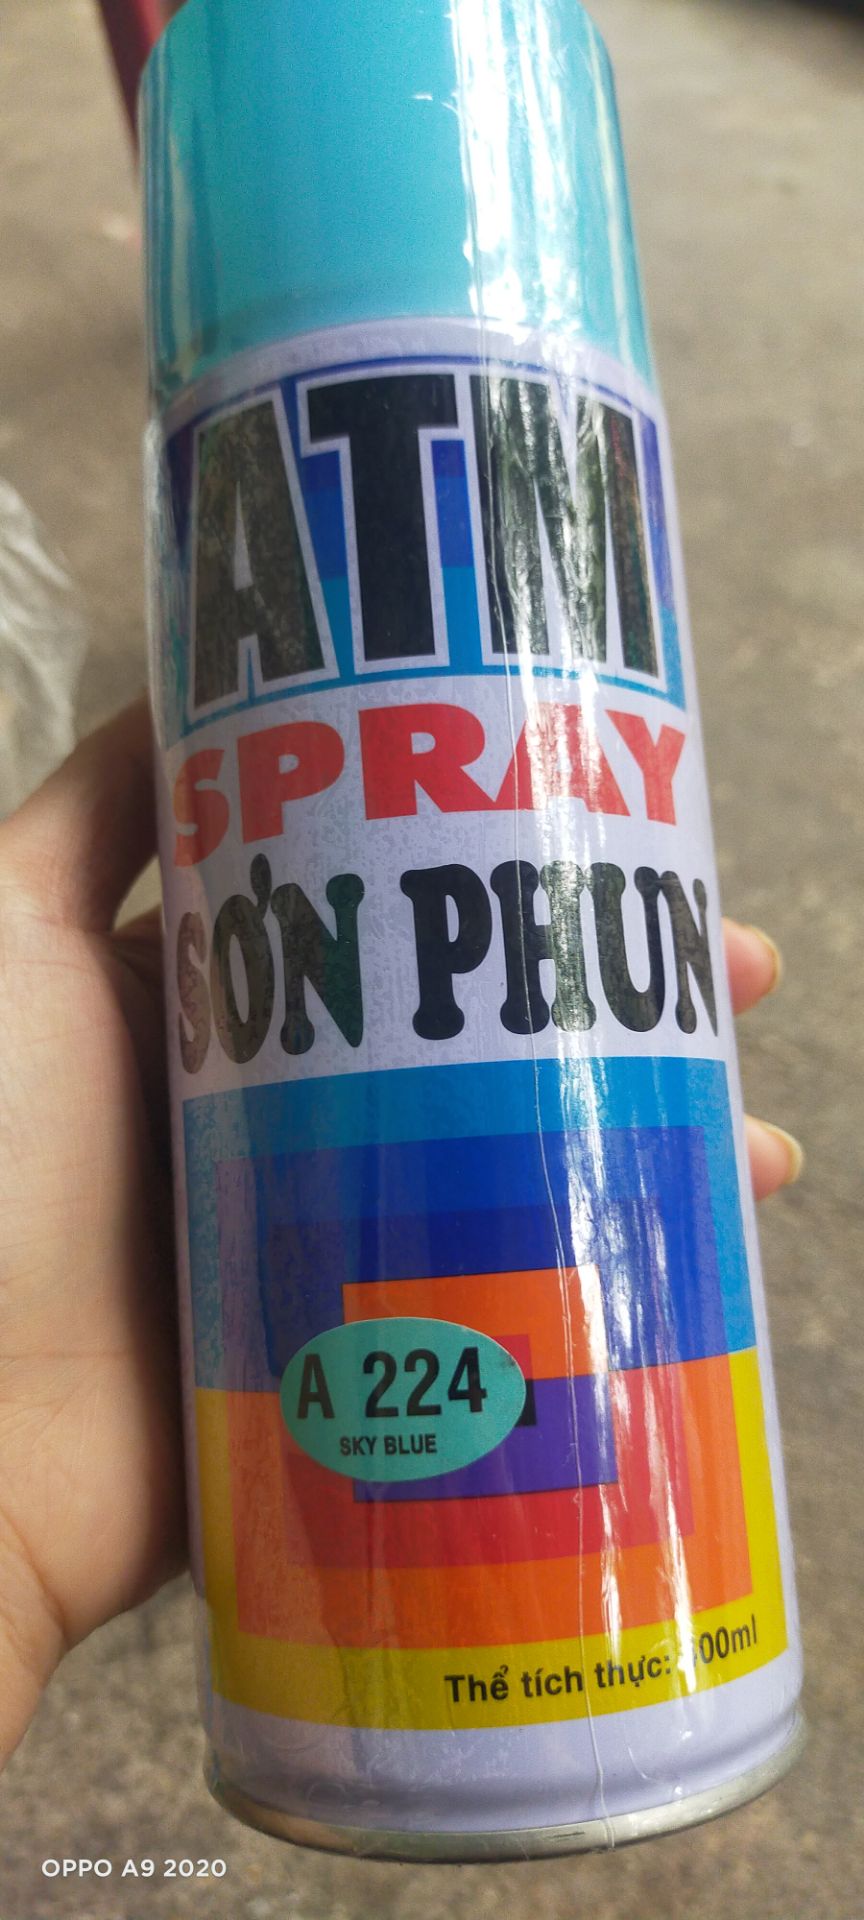 ATM
SPRAY
SƠN PHUN
A 224
SKY BLUE
Thể tích thực:
OPPO A9 2020